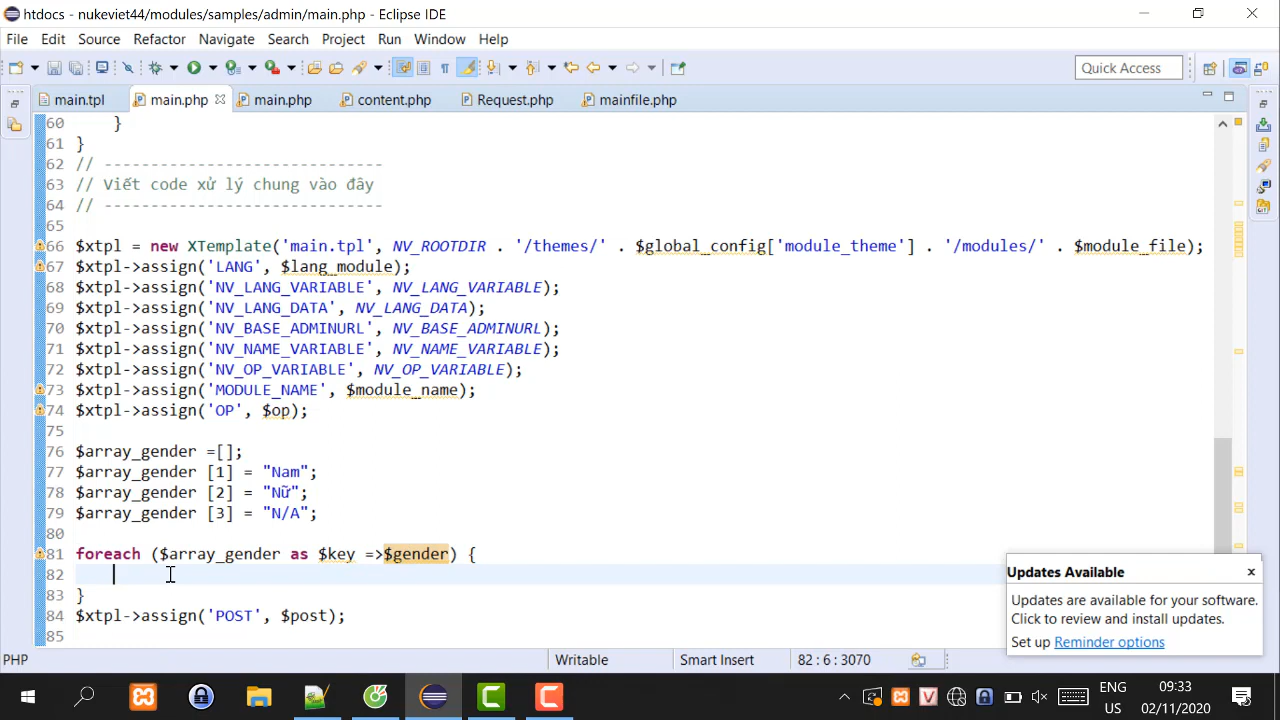 htdocs - nukeviet44/modules/samples/admin/main.php - Eclipse IDE
File Edit Source Refactor Navigate Search Project Run Window Help
Quick Access
main.tpl main.php main.php content.php Request.php mainfile.php
60 }
61 }
62 // ------------------------------
63 // Viết code xử lý chung vào đây
64 // ------------------------------
65
66 $xtpl = new XTemplate('main.tpl', NV_ROOTDIR . '/themes/' . $global_config['module_theme'] . '/modules/' . $module_file);
67 $xtpl->assign('LANG', $lang_module);
68 $xtpl->assign('NV_LANG_VARIABLE', NV_LANG_VARIABLE);
69 $xtpl->assign('NV_LANG_DATA', NV_LANG_DATA);
70 $xtpl->assign('NV_BASE_ADMINURL', NV_BASE_ADMINURL);
71 $xtpl->assign('NV_NAME_VARIABLE', NV_NAME_VARIABLE);
72 $xtpl->assign('NV_OP_VARIABLE', NV_OP_VARIABLE);
73 $xtpl->assign('MODULE_NAME', $module_name);
74 $xtpl->assign('OP', $op);
75
76 $array_gender =[];
77 $array_gender [1] = "Nam";
78 $array_gender [2] = "Nữ";
79 $array_gender [3] = "N/A";
80
81 foreach ($array_gender as $key =>$gender) {
82
83 }
84 $xtpl->assign('POST', $post);
85
Updates Available
Updates are available for your software.
Click to review and install updates.
Set up Reminder options
PHP Writable Smart Insert 82 : 6 : 3070
ENG
US
09:33
02/11/2020